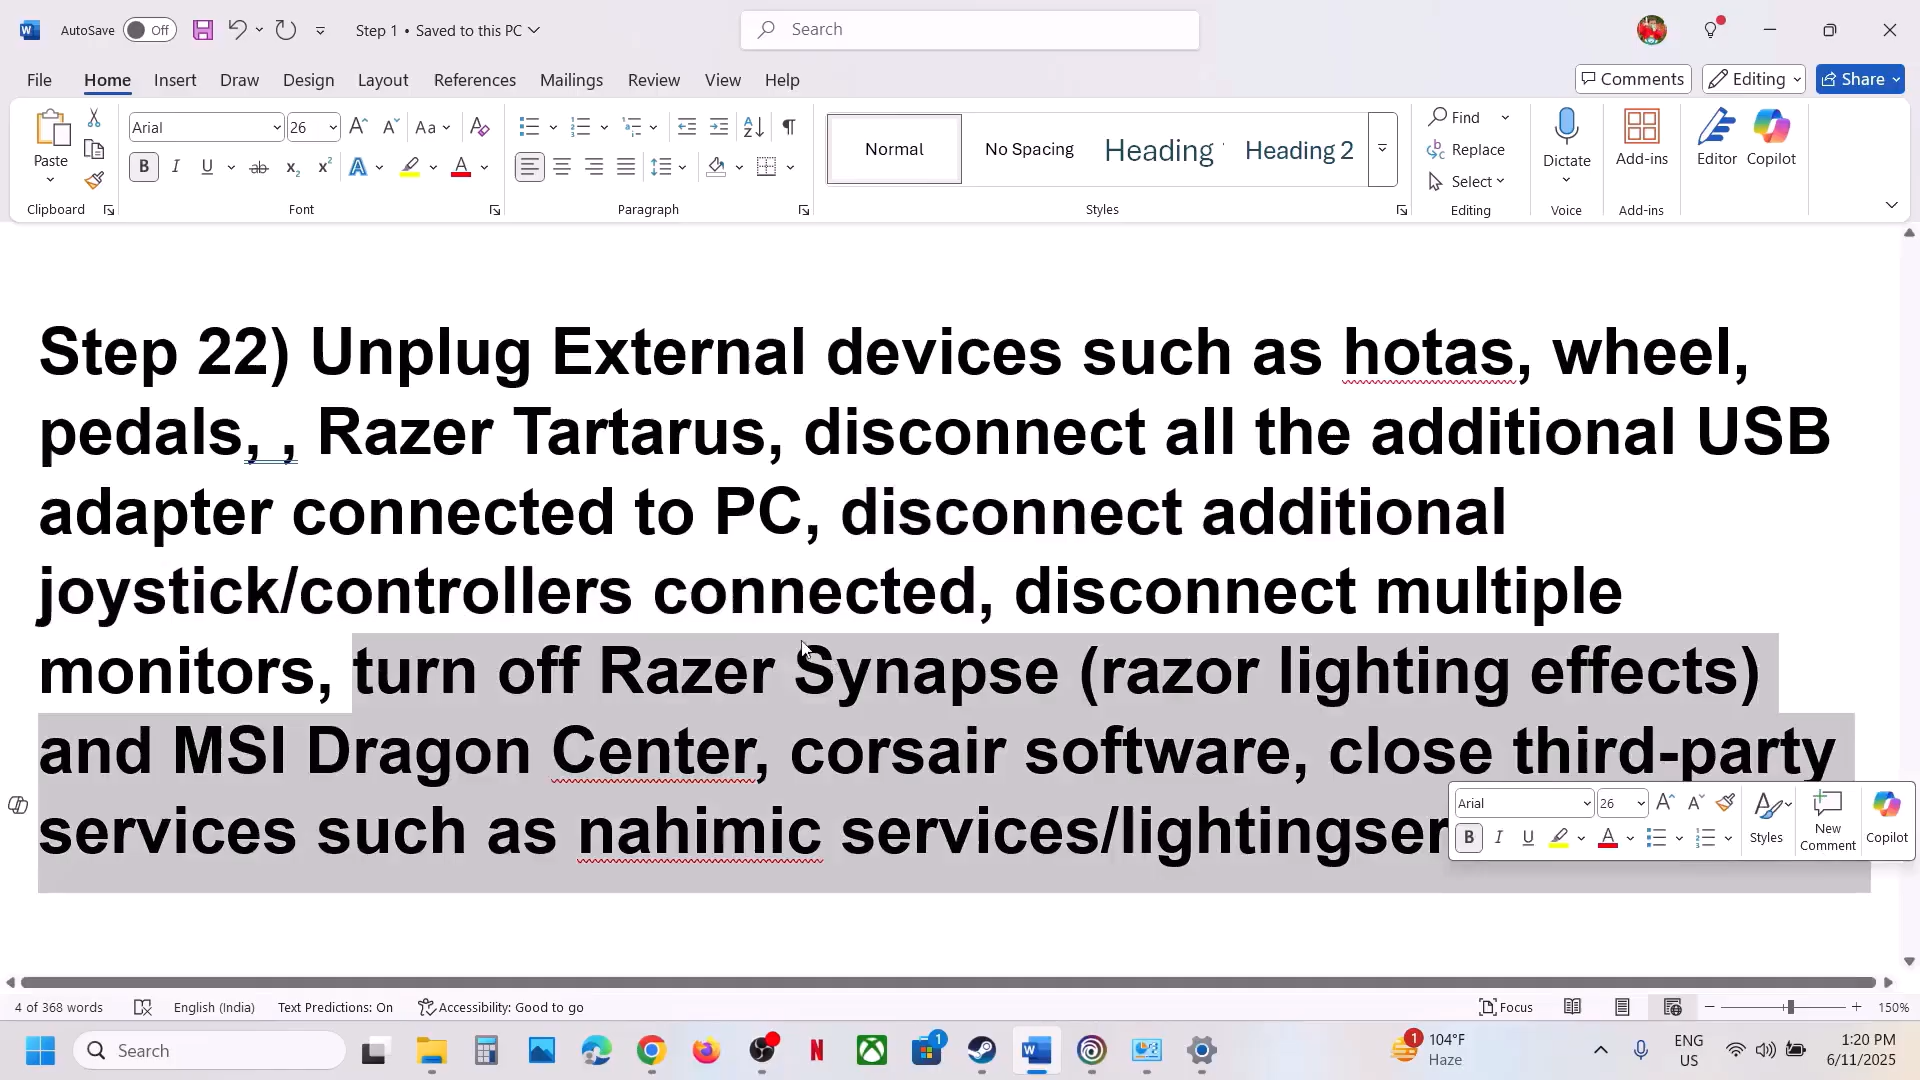 AutoSave Off Step 1 • Saved to this PC Search
File Home Insert Draw Design Layout References Mailings Review View Help Comments Editing Share
Paste Arial 26 Aa Normal No Spacing Heading Heading 2 Find Replace Select Dictate Add-ins Editor Copilot
Clipboard Font Paragraph Styles Editing Voice Add-ins
Step 22) Unplug External devices such as hotas, wheel,
pedals, , Razer Tartarus, disconnect all the additional USB
adapter connected to PC, disconnect additional
joystick/controllers connected, disconnect multiple
monitors, turn off Razer Synapse (razor lighting effects)
and MSI Dragon Center, corsair software, close third-party
services such as nahimic services/lightingser
Arial 26 Styles New Comment Copilot
4 of 368 words English (India) Text Predictions: On Accessibility: Good to go Focus 150%
Search 1 1 104°F Haze ENG US 1:20 PM 6/11/2025